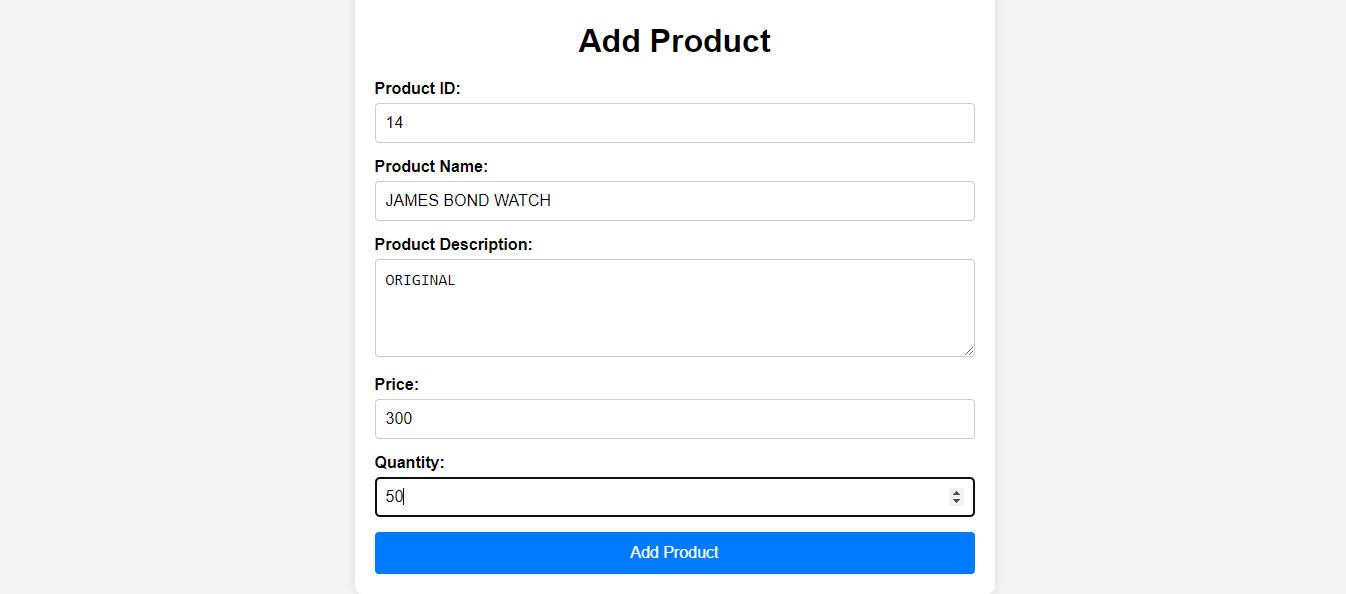 Add Product
Product ID:
14
Product Name:
JAMES BOND WATCH
Product Description:
ORIGINAL
Price:
300
Quantity:
50
Add Product